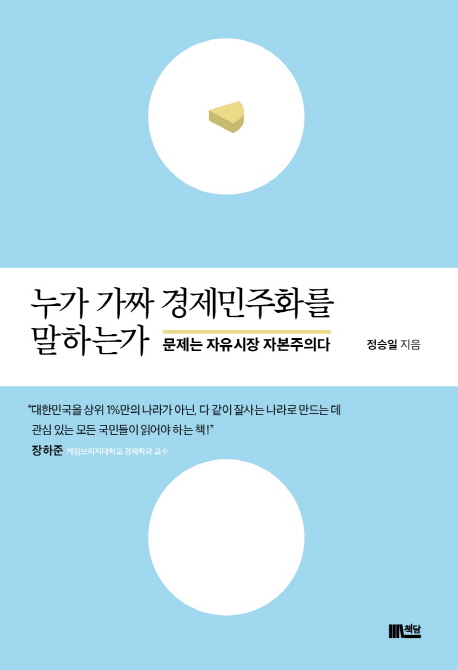 누가 가짜 경제민주화를
말하는가 문제는 자유시장 자본주의다 정승일 지음
“대한민국을 상위 1%만의 나라가 아닌, 다 같이 잘사는 나라로 만드는 데
관심 있는 모든 국민들이 읽어야 하는 책!”
장하준 케임브리지대학교 경제학과 교수
책담